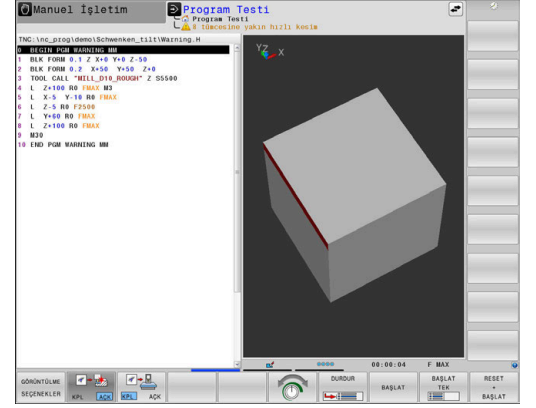 Manuel İşletim
Program Testi
Program Testi
8 tümcesine yakın hızlı kesim
TNC:\nc_prog\demo\Schwenken_tilt\Warning.H
0 BEGIN PGM WARNING MM
1 BLK FORM 0.1 Z X+0 Y+0 Z-50
2 BLK FORM 0.2 X+50 Y+50 Z+0
3 TOOL CALL "MILL_D10_ROUGH" Z S5500
4 L Z+100 R0 FMAX M3
5 L X-5 Y-10 R0 FMAX
6 L Z-5 R0 F2500
7 L Y+60 R0 FMAX
8 L Z+100 R0 FMAX
9 M30
10 END PGM WARNING MM
YZ X
0000 00:00:04 F MAX
GÖRÜNTÜLME
SEÇENEKLER
KPL AÇK
KPL AÇK
DURDUR
BAŞLAT
BAŞLAT
TEK
RESET
+
BAŞLAT